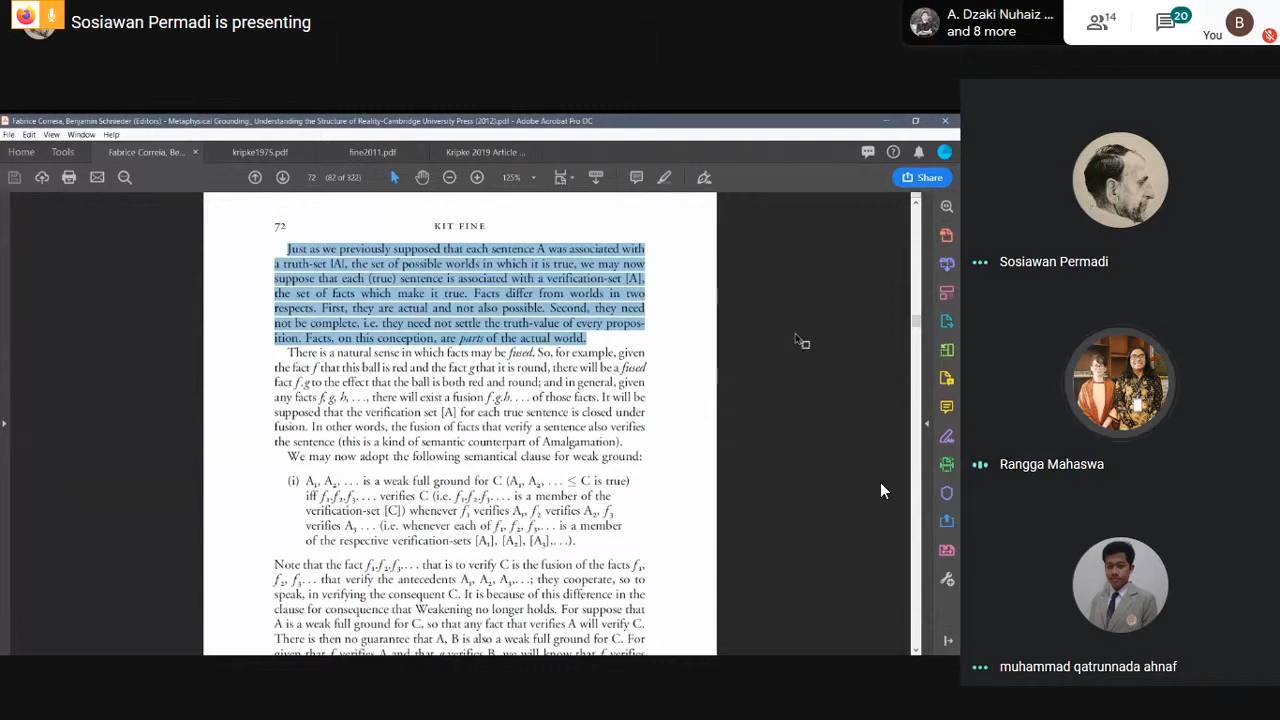 Sosiawan Permadi is presenting
A. Dzaki Nuhaiz ...
and 8 more
14
20
You
B
Fabrice Correia, Benjamin Schnieder (Editors) - Metaphysical Grounding_ Understanding the Structure of Reality-Cambridge University Press (2012).pdf - Adobe Acrobat Pro DC
File Edit View Window Help
Home Tools Fabrice Correia, Be... × kripke1975.pdf fine2011.pdf Kripke 2019 Article ...
72 (82 of 322) 125% Share
72 KIT FINE
Just as we previously supposed that each sentence A was associated with
a truth-set |A|, the set of possible worlds in which it is true, we may now
suppose that each (true) sentence is associated with a verification-set [A],
the set of facts which make it true. Facts differ from worlds in two
respects. First, they are actual and not also possible. Second, they need
not be complete, i.e. they need not settle the truth-value of every propos-
ition. Facts, on this conception, are parts of the actual world.
There is a natural sense in which facts may be fused. So, for example, given
the fact f that this ball is red and the fact g that it is round, there will be a fused
fact f.g to the effect that the ball is both red and round; and in general, given
any facts f, g, h, . . ., there will exist a fusion f.g.h. . . . of those facts. It will be
supposed that the verification set [A] for each true sentence is closed under
fusion. In other words, the fusion of facts that verify a sentence also verifies
the sentence (this is a kind of semantic counterpart of Amalgamation).
We may now adopt the following semantical clause for weak ground:
(i) A₁, A₂, . . . is a weak full ground for C (A₁, A₂, . . . ≤ C is true)
iff f₁.f₂.f₃. . . . verifies C (i.e. f₁.f₂.f₃. . . . is a member of the
verification-set [C]) whenever f₁ verifies A₁, f₂ verifies A₂, f₃
verifies A₃ . . . (i.e. whenever each of f₁, f₂, f₃,. . . is a member
of the respective verification-sets [A₁], [A₂], [A₃],. . .).
Note that the fact f₁.f₂.f₃. . . . that is to verify C is the fusion of the facts f₁,
f₂, f₃. . . that verify the antecedents A₁, A₂, A₃,. . .; they cooperate, so to
speak, in verifying the consequent C. It is because of this difference in the
clause for consequence that Weakening no longer holds. For suppose that
A is a weak full ground for C, so that any fact that verifies A will verify C.
There is then no guarantee that A, B is also a weak full ground for C. For
given that f verifies A and that g verifies B, we will know that f verifies
Sosiawan Permadi
Rangga Mahaswa
muhammad qatrunnada ahnaf